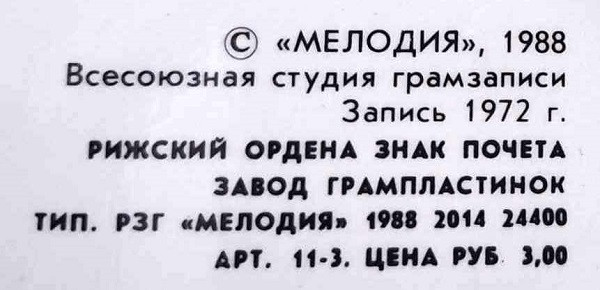 © «МЕЛОДИЯ», 1988
Всесоюзная студия грамзаписи
Запись 1972 г.
РИЖСКИЙ ОРДЕНА ЗНАК ПОЧЕТА
ЗАВОД ГРАМПЛАСТИНОК
ТИП. РЗГ «МЕЛОДИЯ» 1988 2014 24400
АРТ. 11-3. ЦЕНА РУБ 3,00